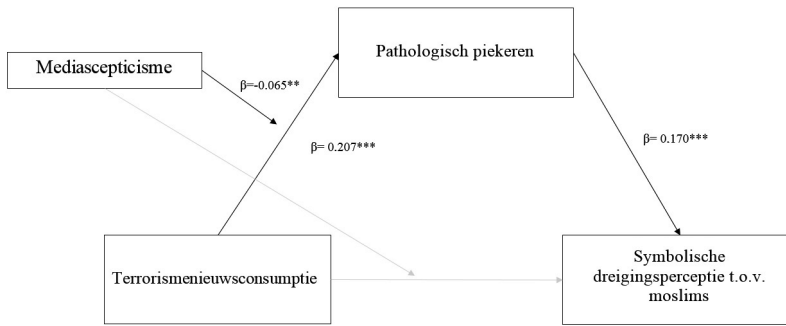 Pathologisch piekeren
Mediascepticisme
β=-0.065**
β= 0.207***
β= 0.170***
Terrorismenieuwsconsumptie
Symbolische
dreigingsperceptie t.o.v.
moslims